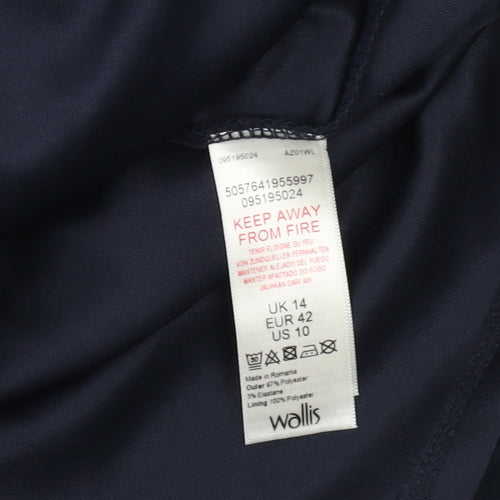 095195024 AZ01WL
5057641955997
095195024
KEEP AWAY
FROM FIRE
TENIR ELOIGNE DU FEU
VON ZUNDQUELLEN FERNHALTEN
MANTENER ALEJADO DEL FUEGO
MANTER AFASTADO DO FOGO
JAUHKAN DARI API
UK 14
EUR 42
US 10
Made in Romania
Outer 97% Polyester
3% Elastane
Lining 100% Polyester
wallis